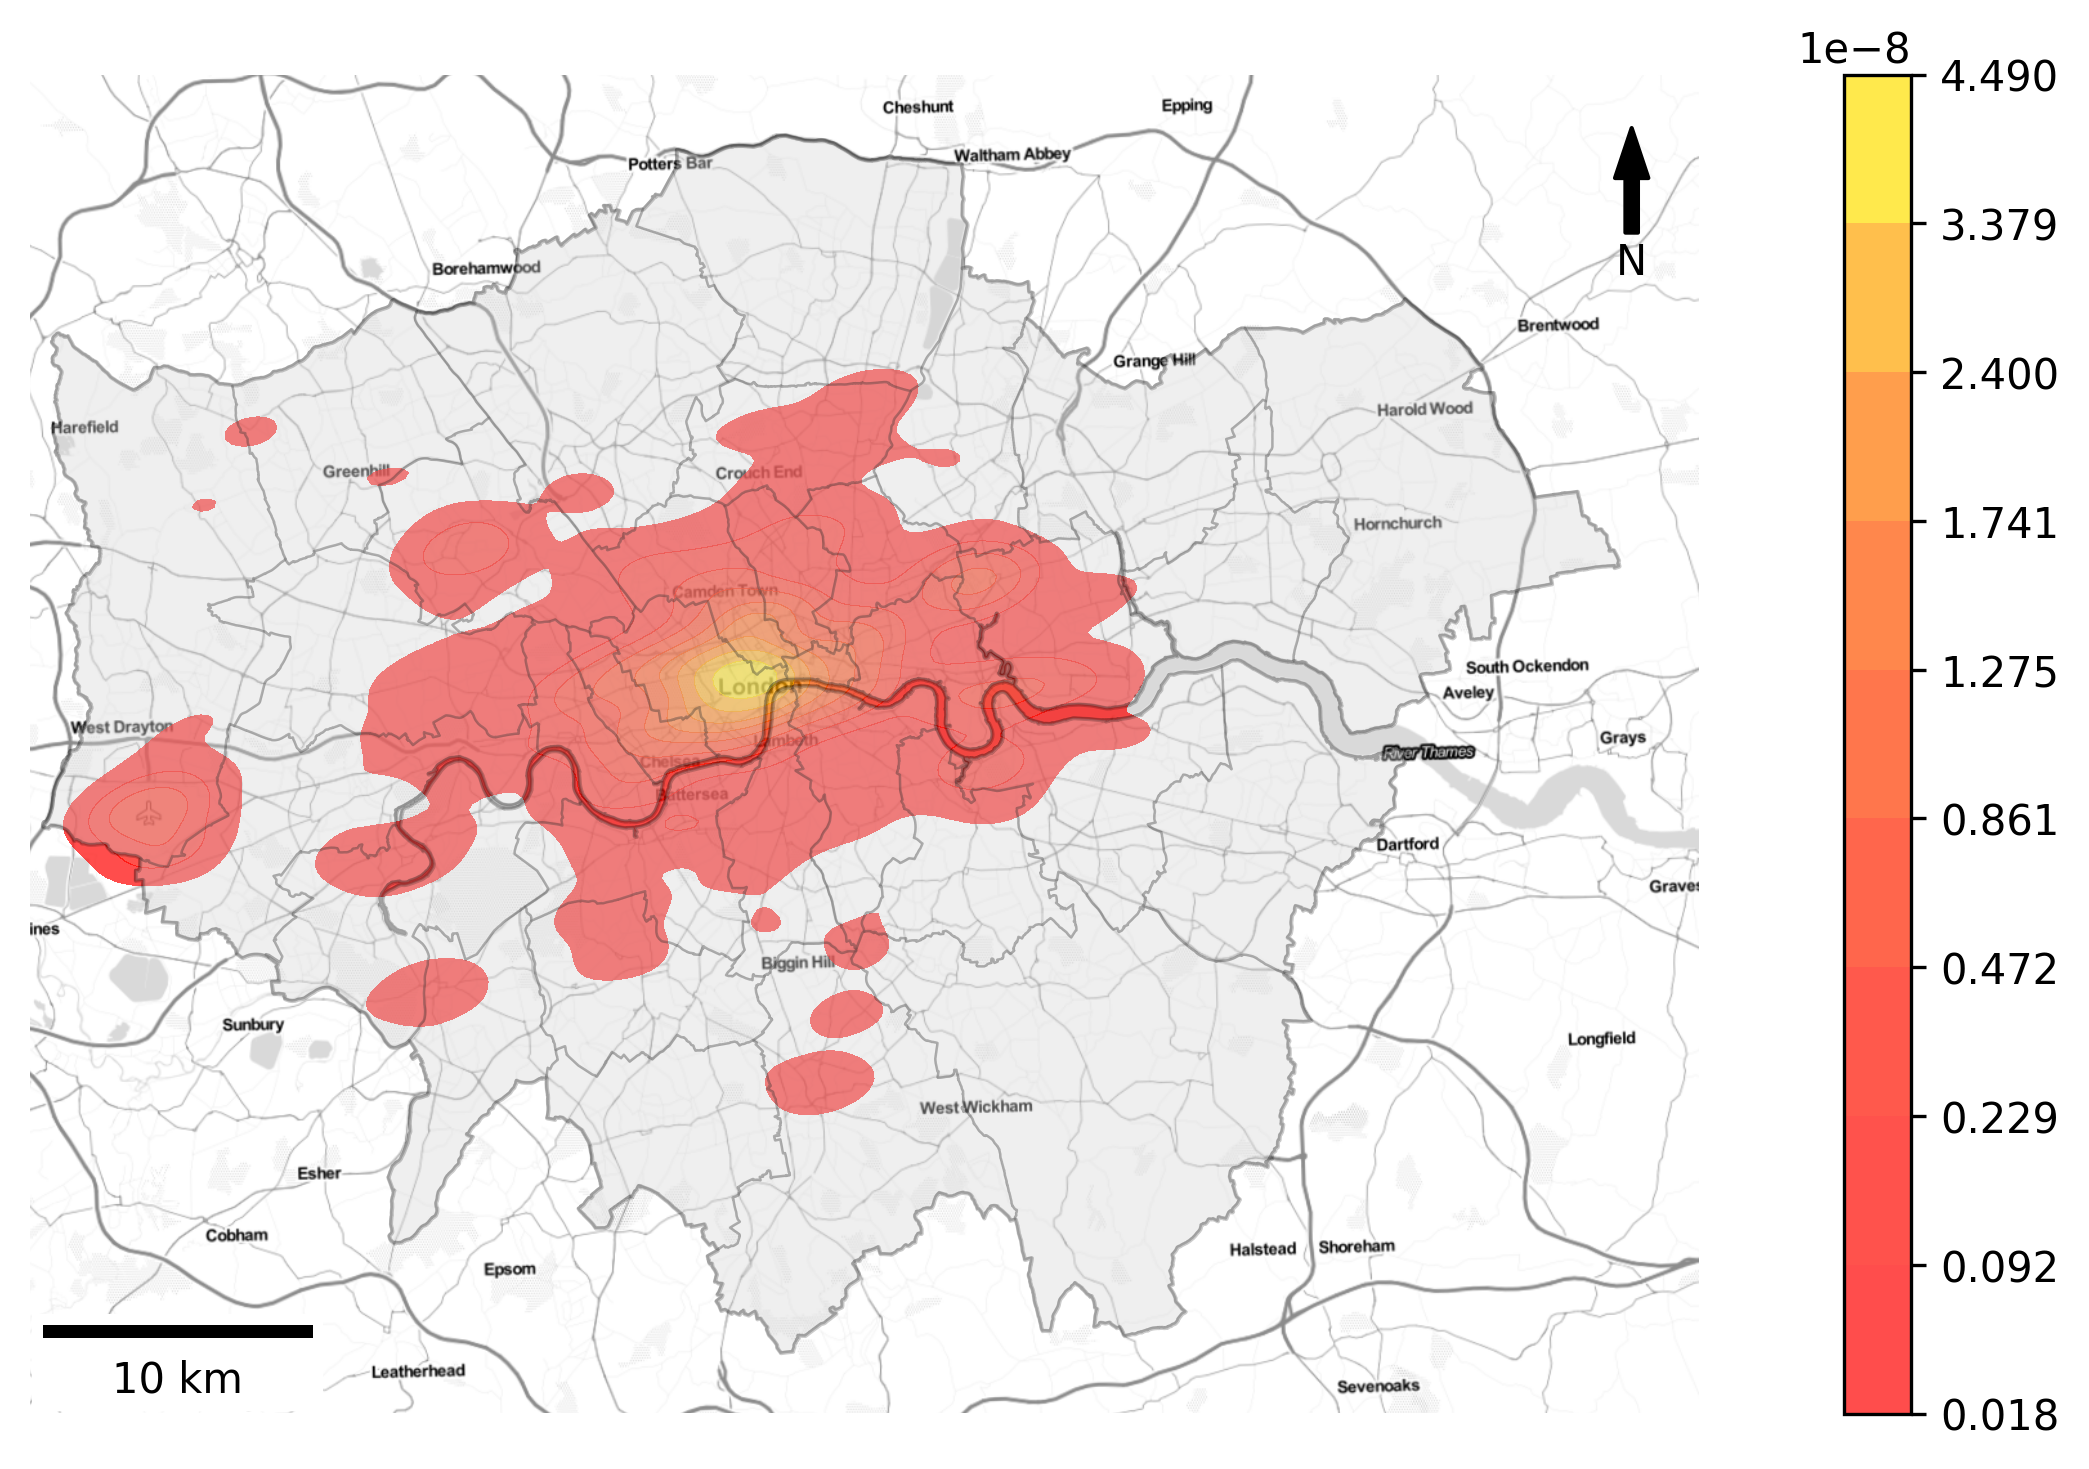 1e−8
4.490
Cheshunt
Epping
Waltham Abbey
Potters Bar
3.379
N
Borehamwood
Brentwood
Grange Hill
2.400
Harold Wood
Harefield
Greenhill
Crouch End
Hornchurch
1.741
Camden Town
South Ockendon
1.275
London
Aveley
West Drayton
Lambeth
Grays
River Thames
Chelsea
Battersea
0.861
Dartford
Graves
ines
Biggin Hill
0.472
Sunbury
Longfield
West Wickham
0.229
Esher
Cobham
Halstead
Shoreham
Epsom
0.092
10 km
Leatherhead
Sevenoaks
0.018